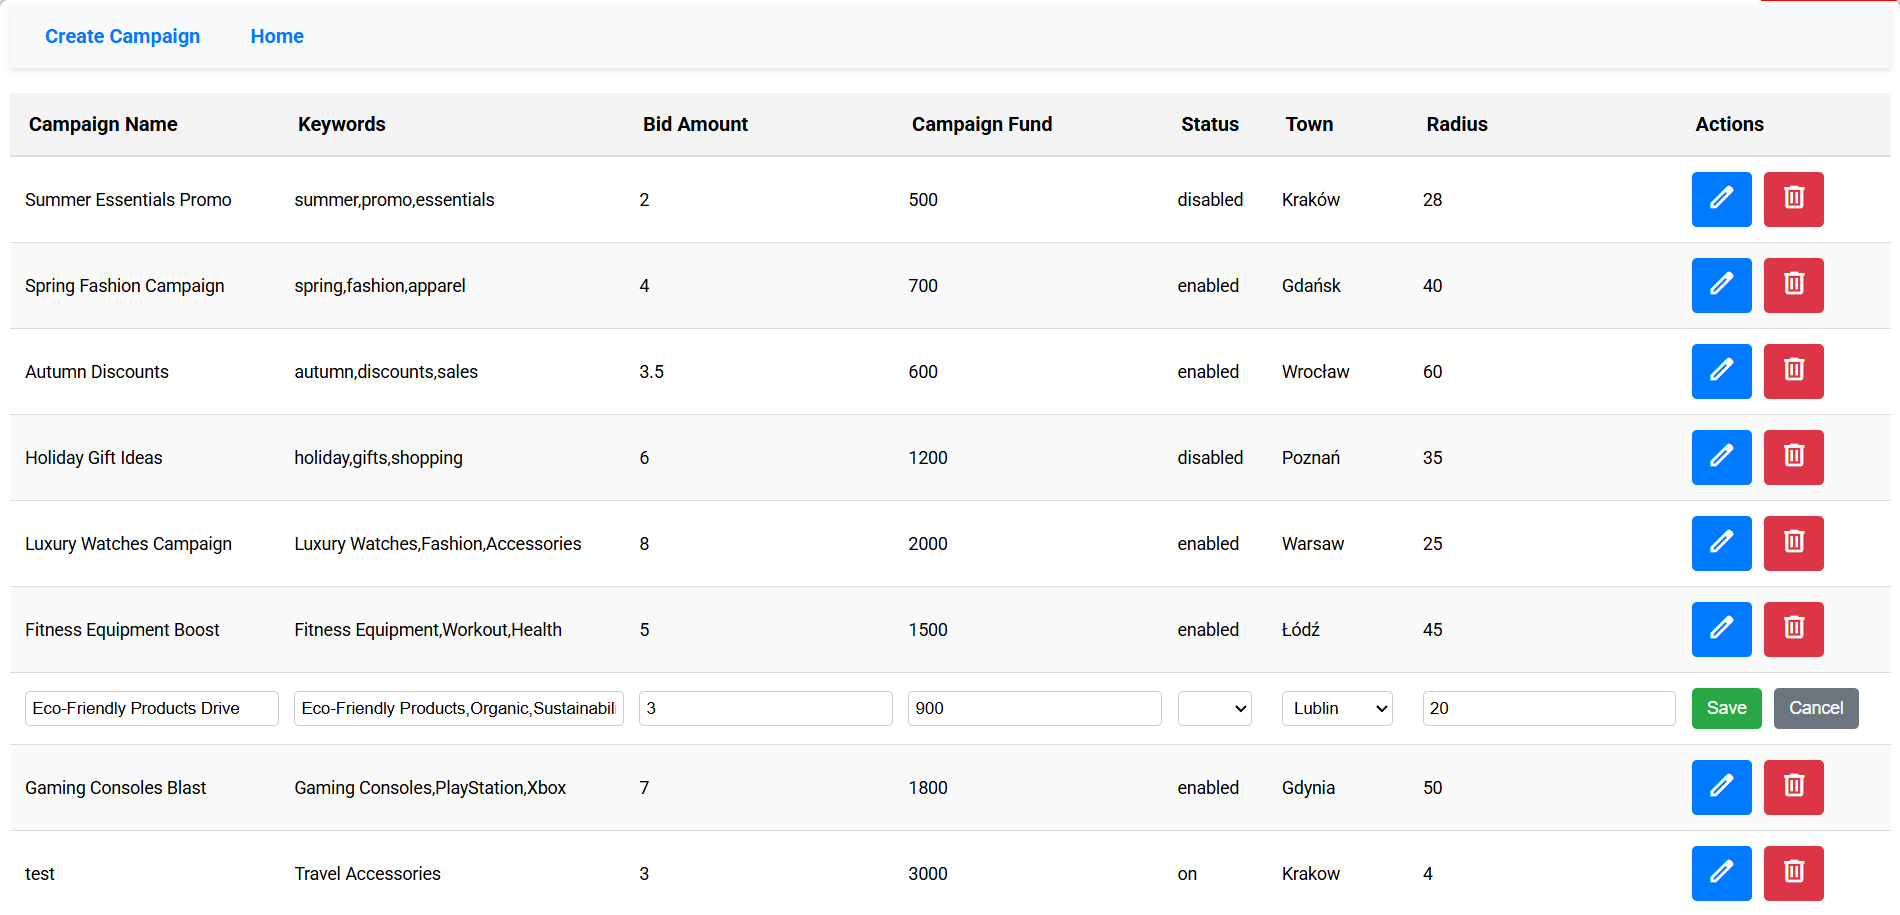 Create Campaign Home
Campaign Name Keywords Bid Amount Campaign Fund Status Town Radius Actions
Summer Essentials Promo summer,promo,essentials 2 500 disabled Kraków 28
Spring Fashion Campaign spring,fashion,apparel 4 700 enabled Gdańsk 40
Autumn Discounts autumn,discounts,sales 3.5 600 enabled Wrocław 60
Holiday Gift Ideas holiday,gifts,shopping 6 1200 disabled Poznań 35
Luxury Watches Campaign Luxury Watches,Fashion,Accessories 8 2000 enabled Warsaw 25
Fitness Equipment Boost Fitness Equipment,Workout,Health 5 1500 enabled Łódź 45
Eco-Friendly Products Drive Eco-Friendly Products,Organic,Sustainabil 3 900 Lublin 20 Save Cancel
Gaming Consoles Blast Gaming Consoles,PlayStation,Xbox 7 1800 enabled Gdynia 50
test Travel Accessories 3 3000 on Krakow 4